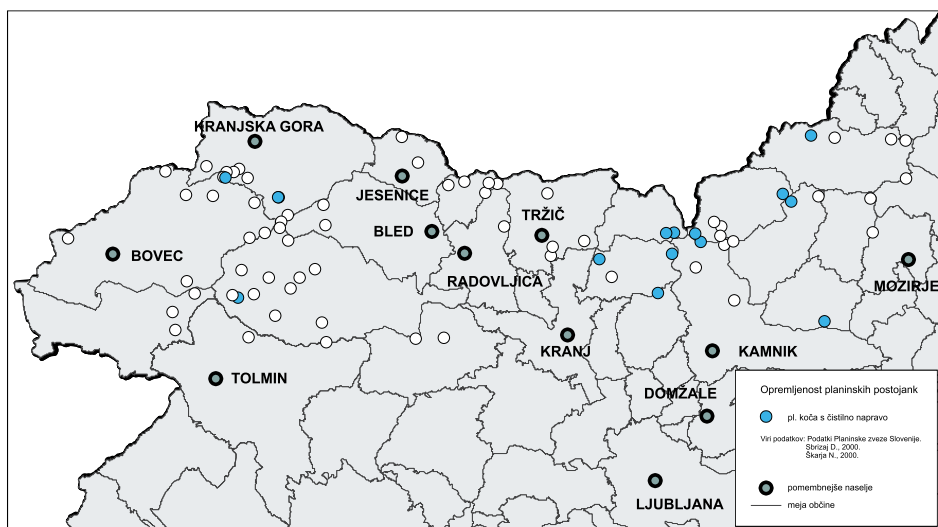 KRANJSKA GORA
JESENICE
TRŽIČ
BLED
BOVEC
RADOVLJICA
MOZIRJE
KRANJ
KAMNIK
TOLMIN
DOMŽALE
LJUBLJANA
Opremljenost planinskih postojank
pl. koča s čistilno napravo
Viri podatkov: Podatki Planinske zveze Slovenije.
Sbrizaj D., 2000.
Škarja N., 2000.
pomembnejše naselje
meja občine